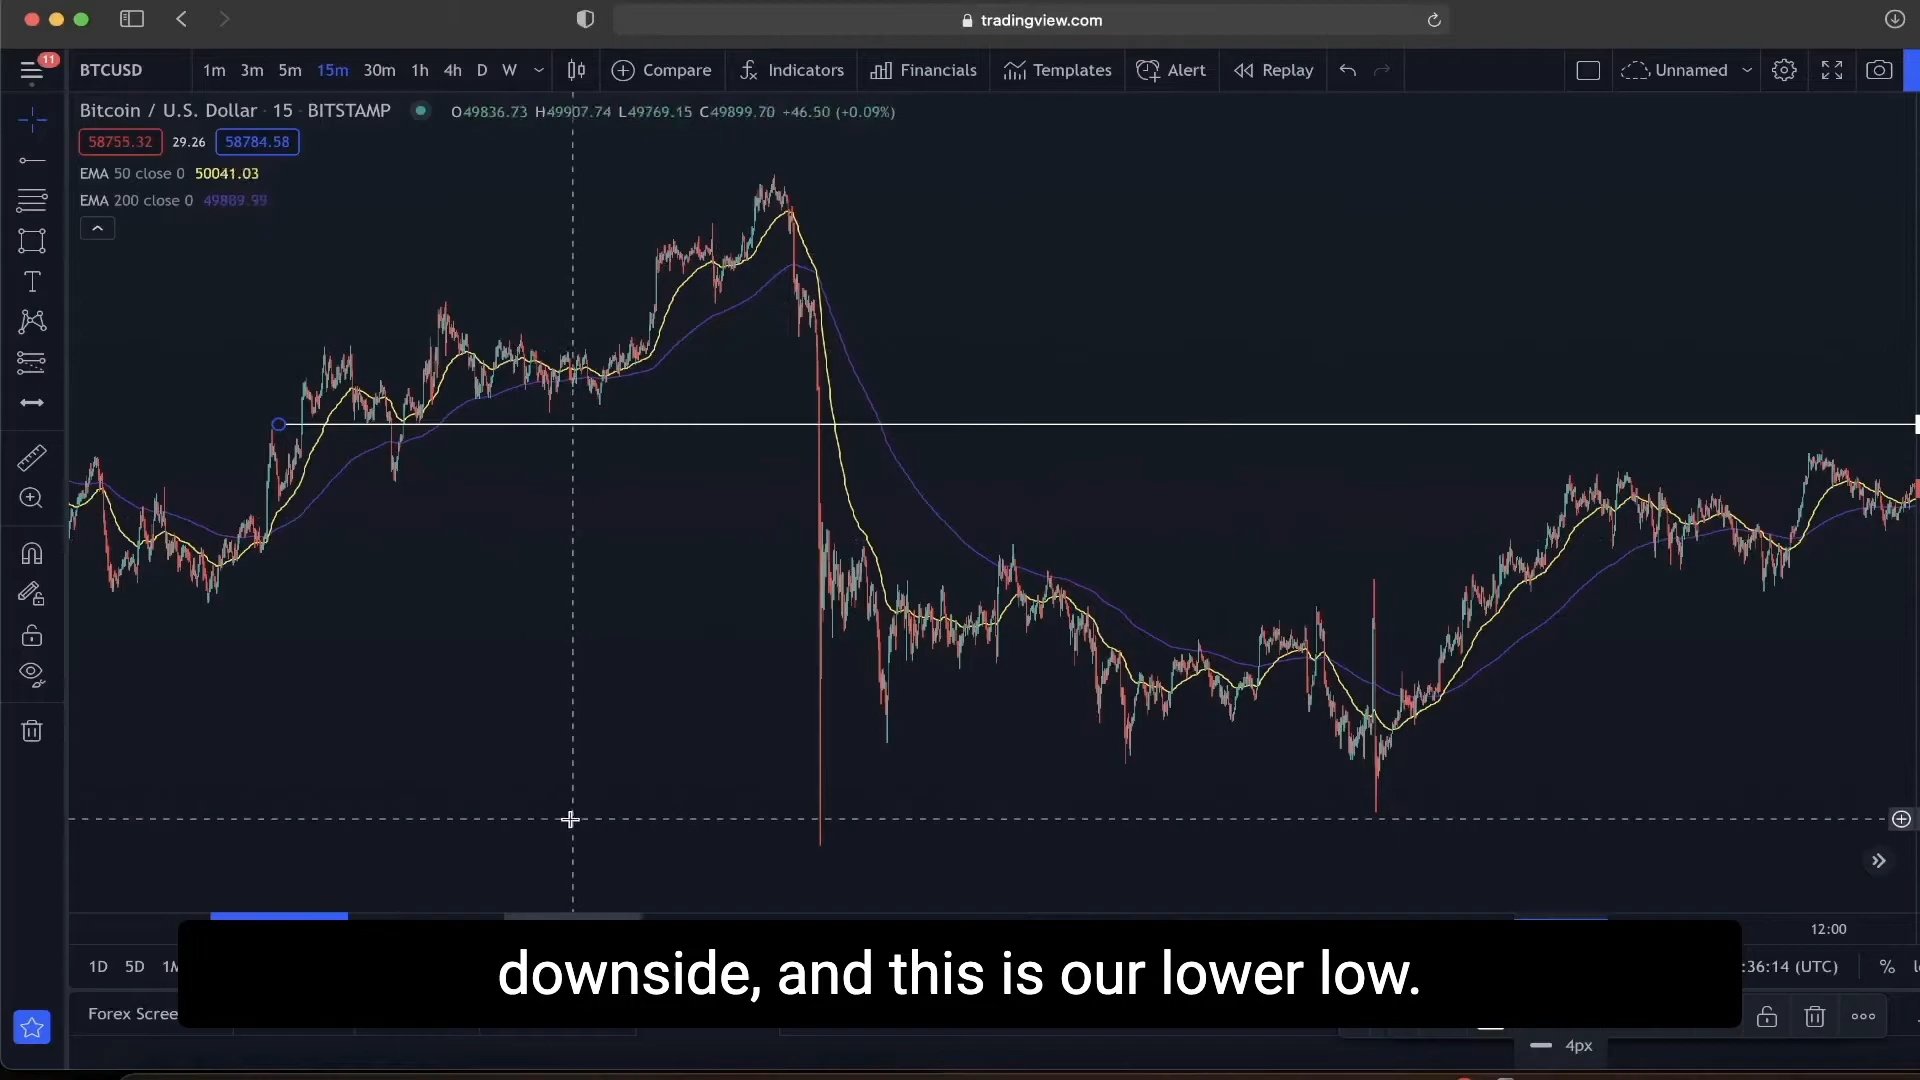 tradingview.com
11
BTCUSD 1m 3m 5m 15m 30m 1h 4h D W Compare Indicators Financials Templates Alert Replay Unnamed
Bitcoin / U.S. Dollar · 15 · BITSTAMP O49836.73 H49907.74 L49769.15 C49899.70 +46.50 (+0.09%)
58755.32 29.26 58784.58
EMA 50 close 0 50041.03
EMA 200 close 0 49889.99
12:00
1D 5D :36:14 (UTC) %
downside, and this is our lower low.
Forex
4px